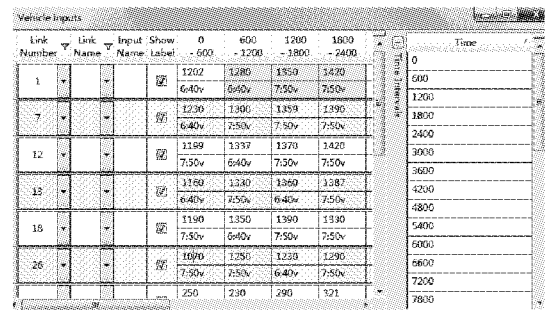 Vehicle Inputs
Link Number Link Name Input Name Show Label 0 - 600 600 - 1200 1200 - 1800 1800 - 2400
1 1202 1280 1350 1420
6:40v 6:40v 7:50v 7:50v
7 1230 1300 1359 1390
6:40v 7:50v 6:40v 7:50v
12 1199 1337 1370 1420
7:50v 6:40v 7:50v 7:50v
13 1160 1330 1360 1387
6:40v 7:50v 7:50v 7:50v
18 1190 1350 1390 1330
7:50v 6:40v 7:50v 7:50v
26 1070 1250 1230 1290
7:50v 7:50v 6:40v 7:50v
250 230 290 321
Time Intervals
Time
0
600
1200
1800
2400
3000
3600
4200
4800
5400
6000
6600
7200
7800